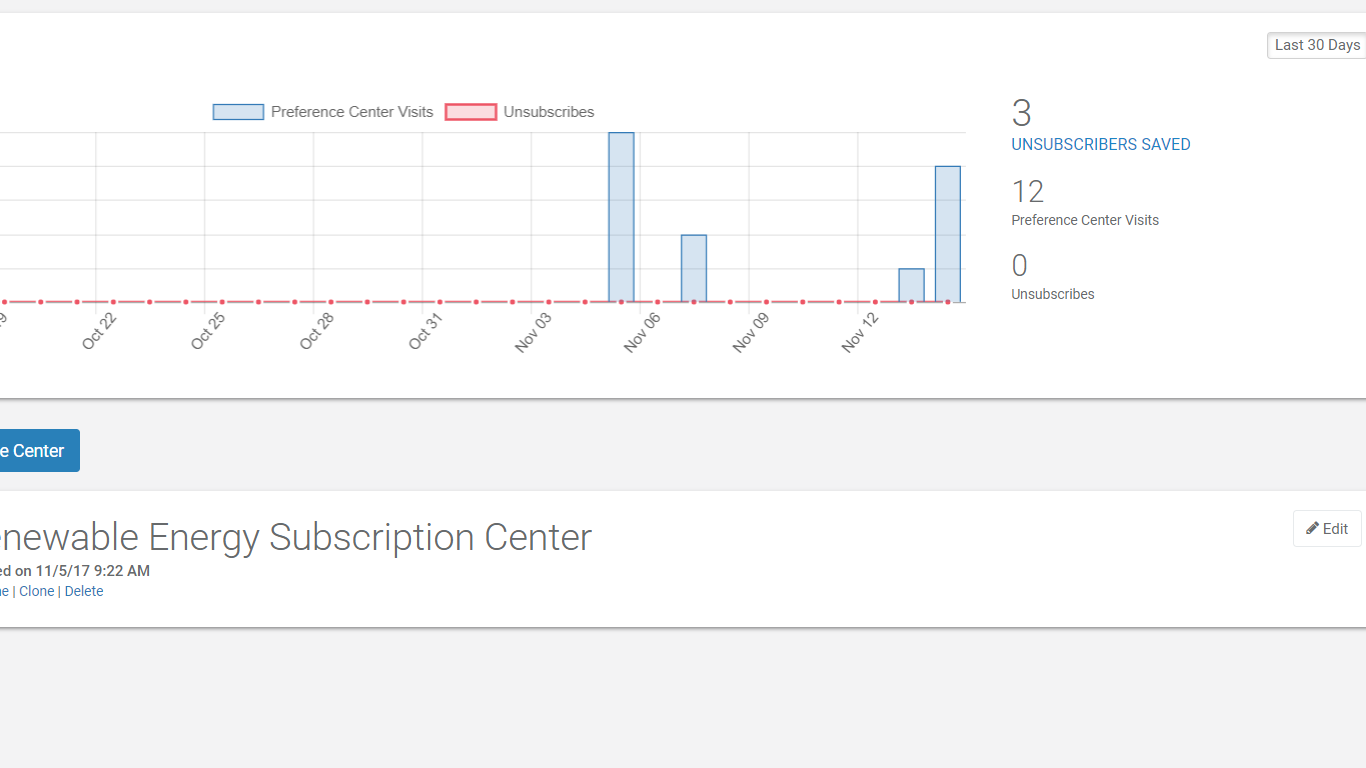 Last 30 Days
Preference Center Visits
Unsubscribes
3
UNSUBSCRIBERS SAVED
12
Preference Center Visits
0
Unsubscribes
9
Oct 22
Oct 25
Oct 28
Oct 31
Nov 03
Nov 06
Nov 09
Nov 12
e Center
enewable Energy Subscription Center
Edit
ed on 11/5/17 9:22 AM
e | Clone | Delete